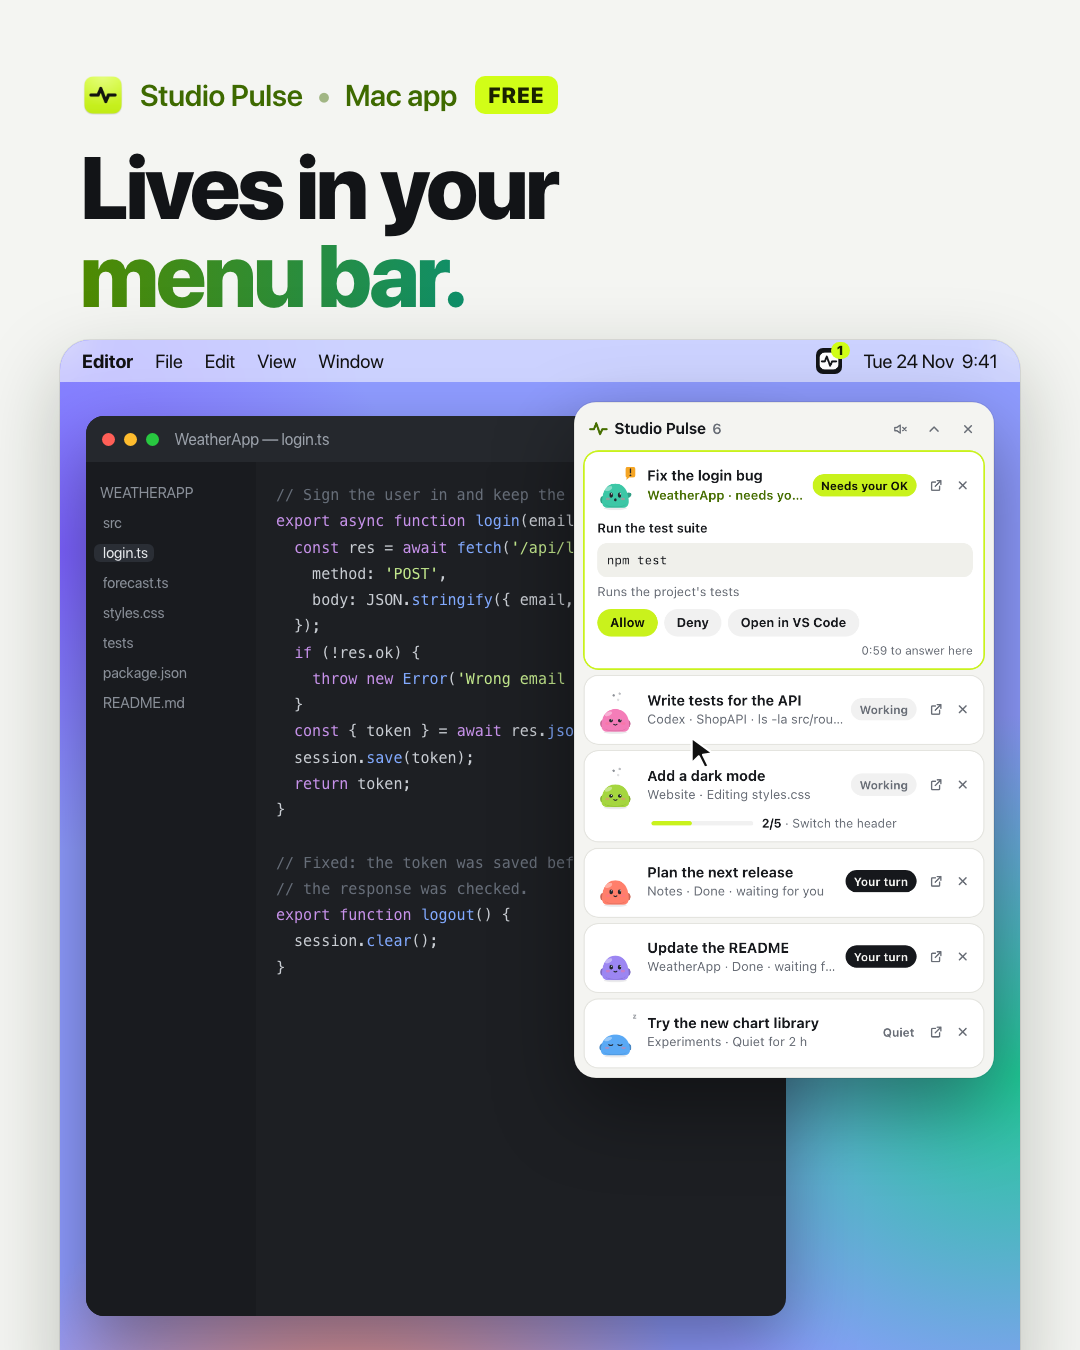 Studio Pulse • Mac app FREE
Lives in your
menu bar.
Editor File Edit View Window 1 Tue 24 Nov 9:41
WeatherApp — login.ts
WEATHERAPP
src
login.ts
forecast.ts
styles.css
tests
package.json
README.md
// Sign the user in and keep the
export async function login(email
const res = await fetch('/api/l
method: 'POST',
body: JSON.stringify({ email,
});
if (!res.ok) {
throw new Error('Wrong email
}
const { token } = await res.jso
session.save(token);
return token;
}
// Fixed: the token was saved bef
// the response was checked.
export function logout() {
session.clear();
}
Studio Pulse 6
!
Fix the login bug
WeatherApp · needs yo...
Needs your OK
Run the test suite
npm test
Runs the project's tests
Allow Deny Open in VS Code
0:59 to answer here
Write tests for the API
Codex · ShopAPI · ls -la src/rou...
Working
Add a dark mode
Website · Editing styles.css
Working
2/5 · Switch the header
Plan the next release
Notes · Done · waiting for you
Your turn
Update the README
WeatherApp · Done · waiting f...
Your turn
z
Try the new chart library
Experiments · Quiet for 2 h
Quiet